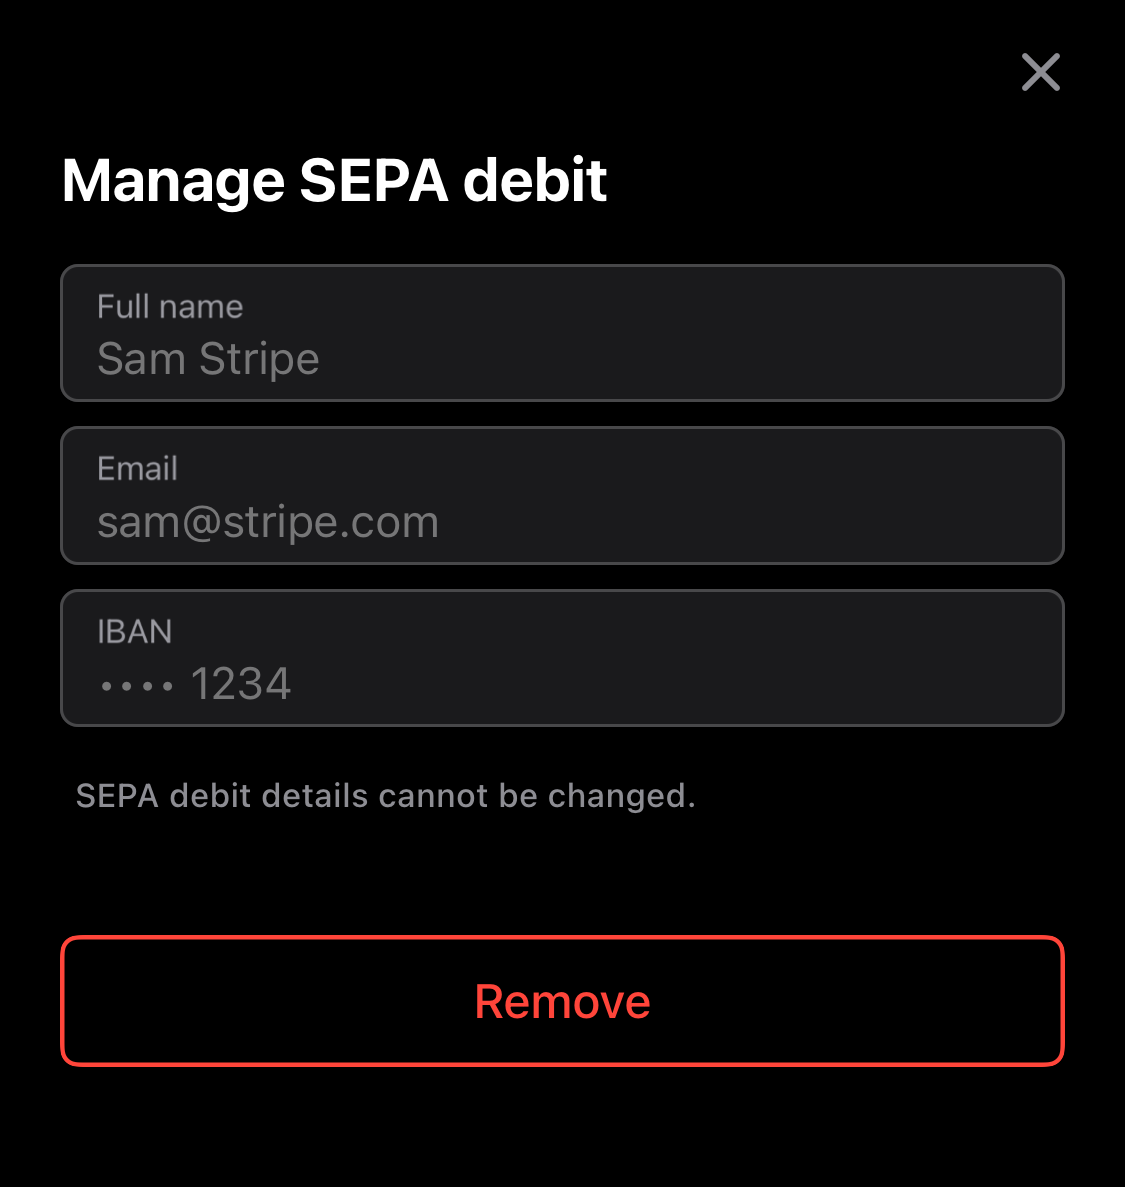 Manage SEPA debit
Full name
Sam Stripe
Email
sam@stripe.com
IBAN
•••• 1234
SEPA debit details cannot be changed.
Remove